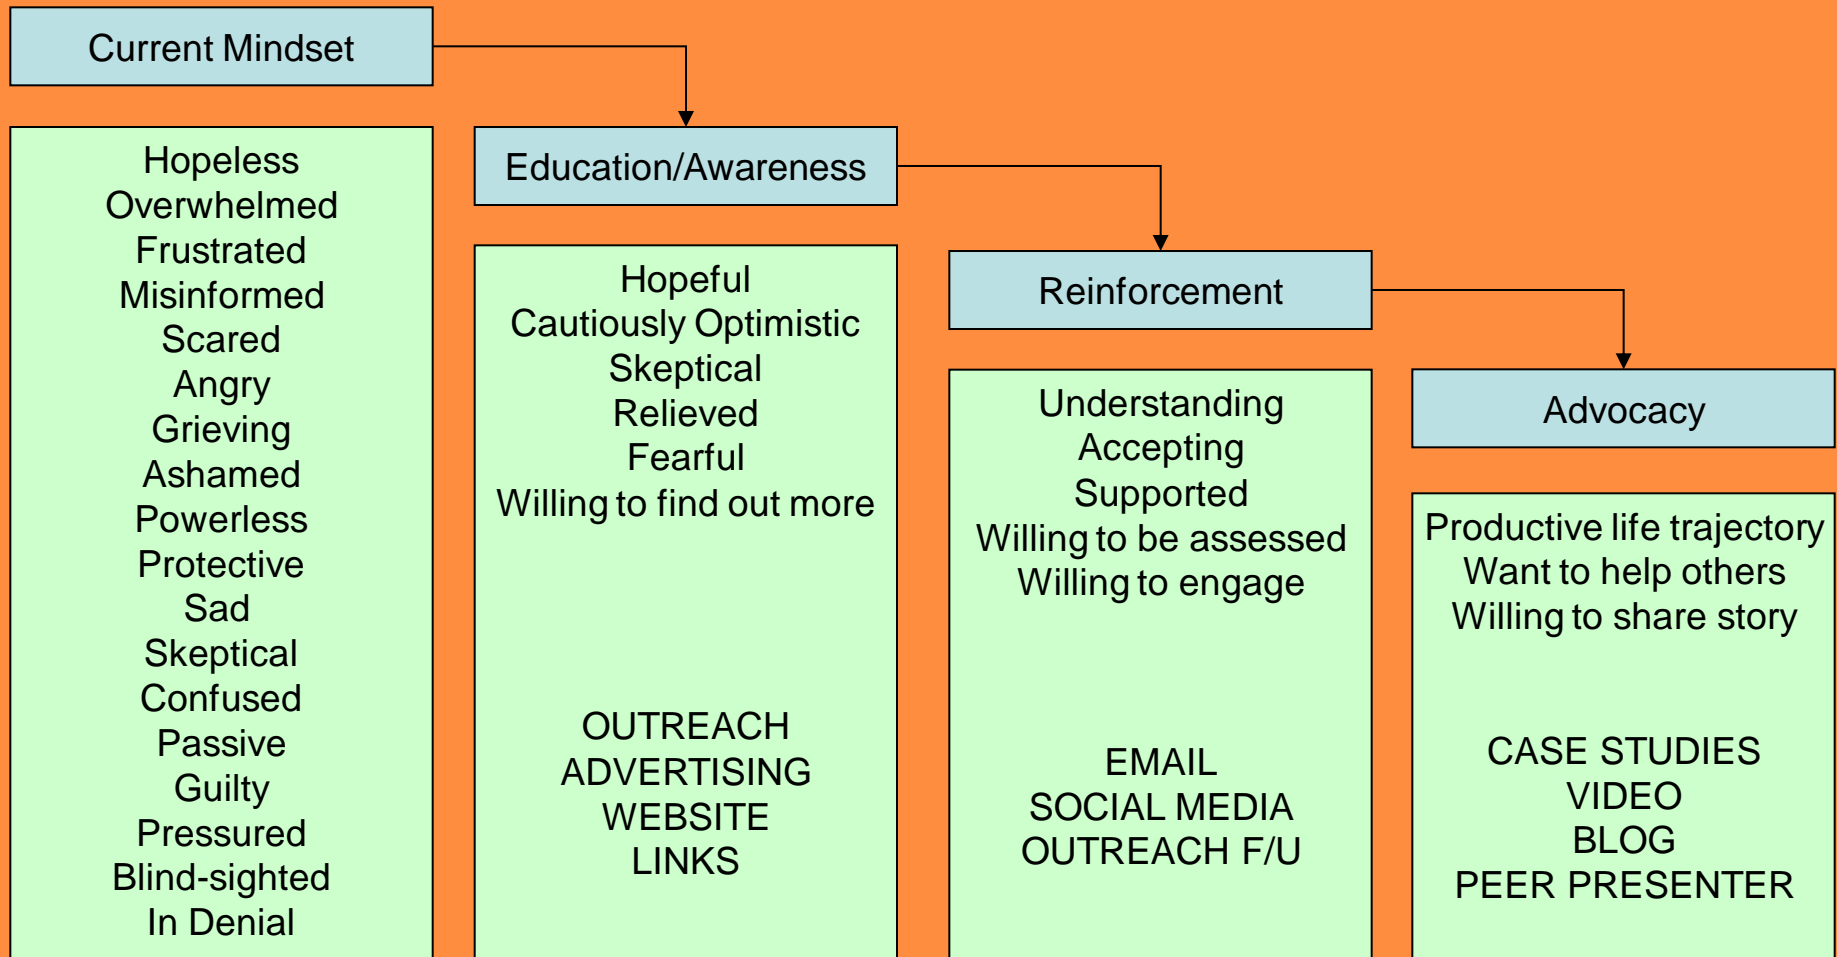 Current Mindset
Hopeless
Overwhelmed
Frustrated
Misinformed
Scared
Angry
Grieving
Ashamed
Powerless
Protective
Sad
Skeptical
Confused
Passive
Guilty
Pressured
Blind-sighted
In Denial
Education/Awareness
Hopeful
Cautiously Optimistic
Skeptical
Relieved
Fearful
Willing to find out more
OUTREACH
ADVERTISING
WEBSITE
LINKS
Reinforcement
Understanding
Accepting
Supported
Willing to be assessed
Willing to engage
EMAIL
SOCIAL MEDIA
OUTREACH F/U
Advocacy
Productive life trajectory
Want to help others
Willing to share story
CASE STUDIES
VIDEO
BLOG
PEER PRESENTER